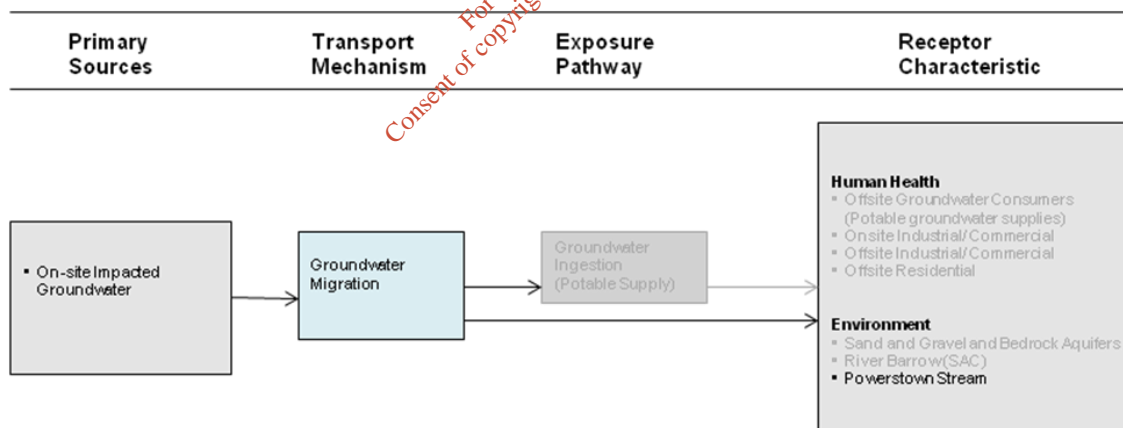 For
Consent of copyrig
Primary
Sources
Transport
Mechanism
Exposure
Pathway
Receptor
Characteristic
▪ On-site Impacted
Groundwater
Groundwater
Migration
Groundwater
Ingestion
(Potable Supply)
Human Health
▪ Offsite Groundwater Consumers
(Potable groundwater supplies)
▪ Onsite Industrial/Commercial
▪ Offsite Industrial/Commercial
▪ Offsite Residential
Environment
▪ Sand and Gravel and Bedrock Aquifers
▪ River Barrow(SAC)
▪ Powerstown Stream